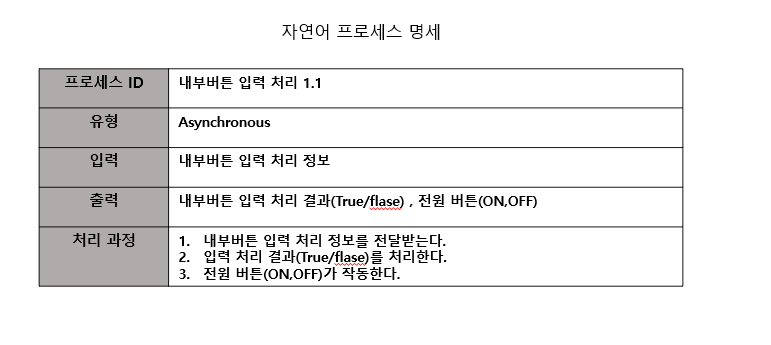 자연어 프로세스 명세
프로세스 ID
내부버튼 입력 처리 1.1
유형
Asynchronous
입력
내부버튼 입력 처리 정보
출력
내부버튼 입력 처리 결과(True/flase) , 전원 버튼(ON,OFF)
처리 과정
1. 내부버튼 입력 처리 정보를 전달받는다.
2. 입력 처리 결과(True/flase)를 처리한다.
3. 전원 버튼(ON,OFF)가 작동한다.